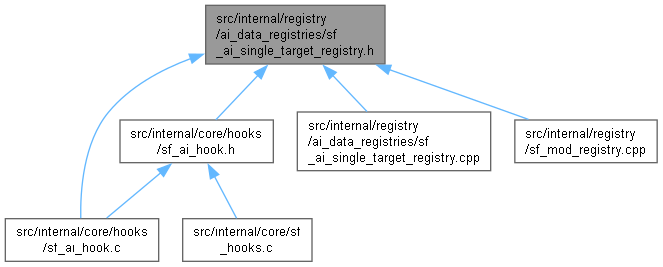 src/internal/registry
/ai_data_registries/sf
_ai_single_target_registry.h
src/internal/core/hooks
/sf_ai_hook.h
src/internal/registry
/ai_data_registries/sf
_ai_single_target_registry.cpp
src/internal/registry
/sf_mod_registry.cpp
src/internal/core/hooks
/sf_ai_hook.c
src/internal/core/sf
_hooks.c